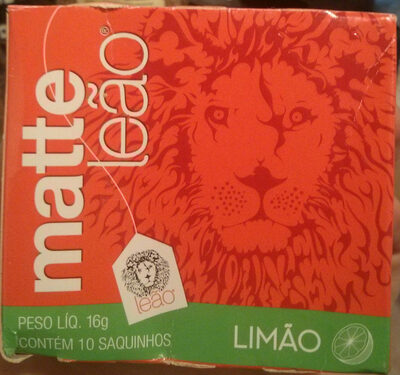 matte
leão®
leão®
PESO LÍQ. 16g
CONTÉM 10 SAQUINHOS
LIMÃO